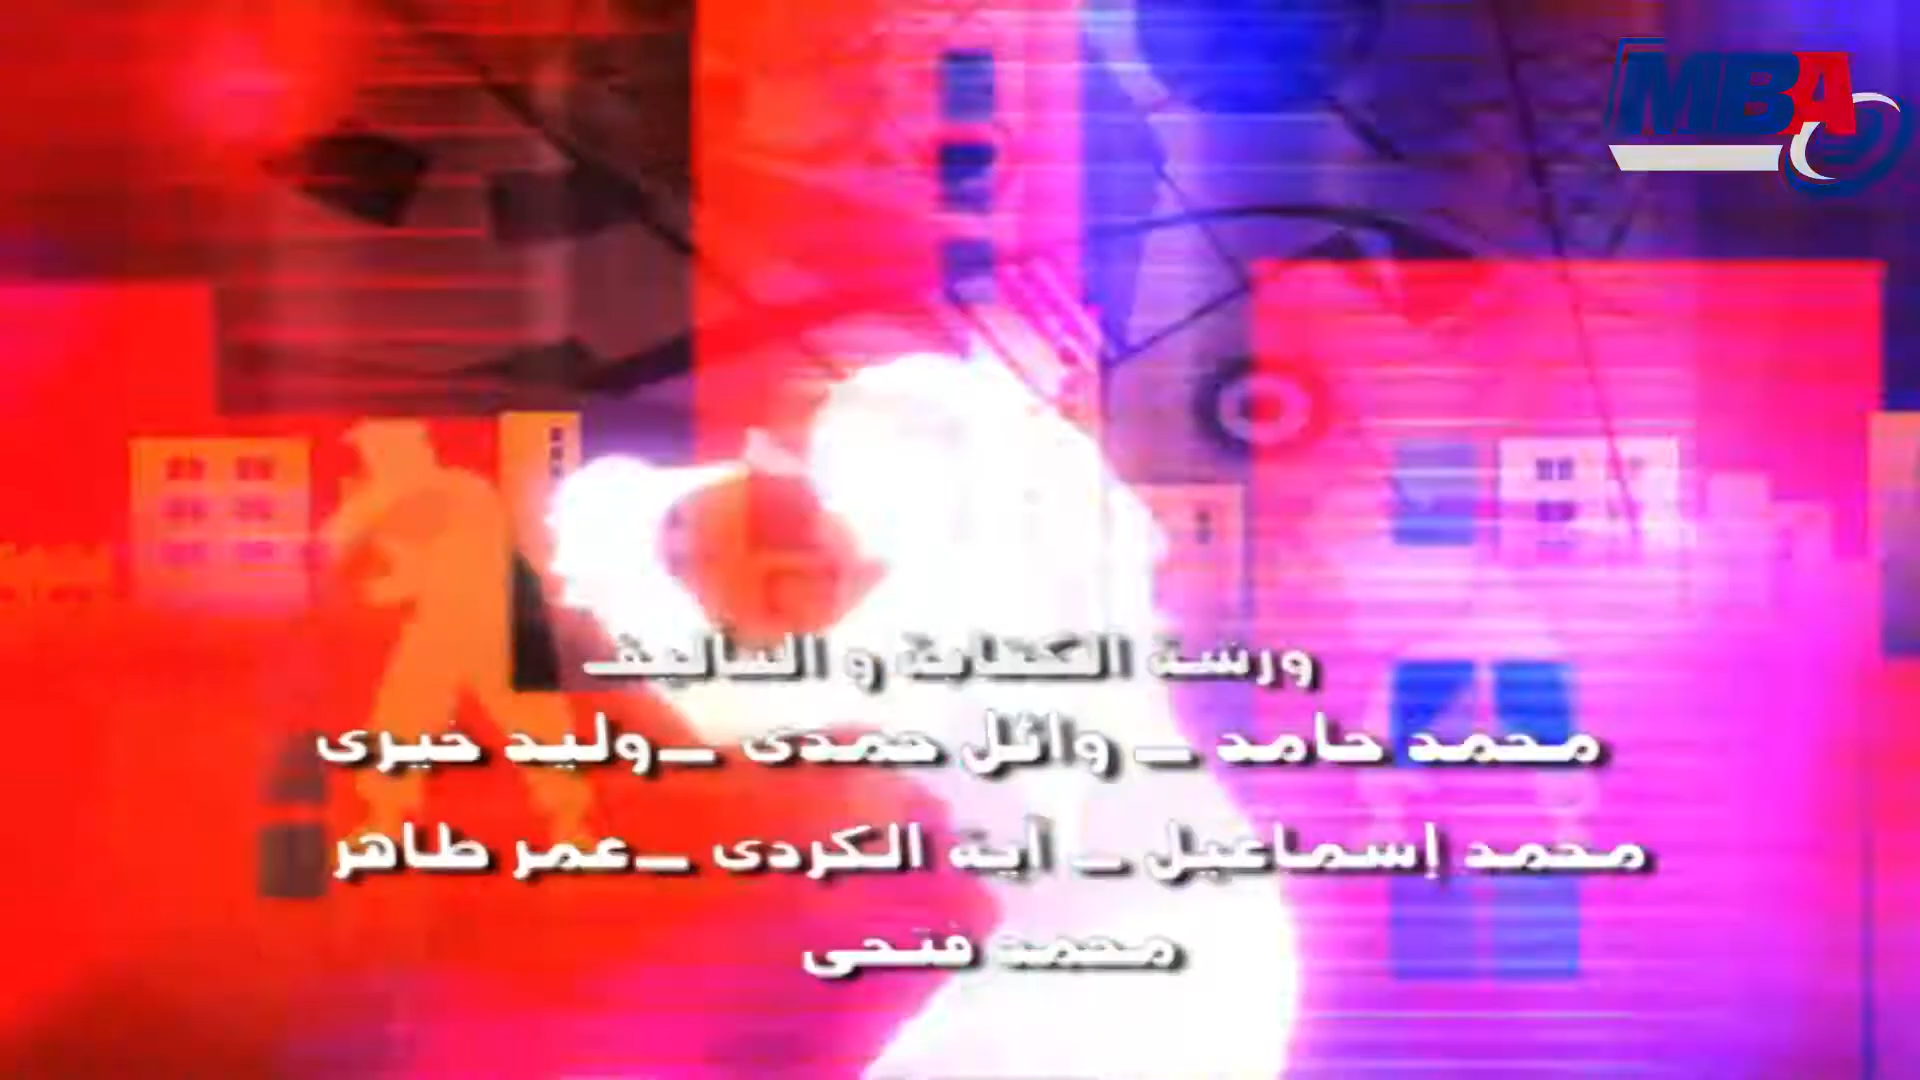 MBA
ورشة الكتابة و التأليف
محمد حامد ـ وائل حمدى ـ وليد خيرى
محمد إسماعيل ـ آية الكردى ـ عمر طاهر
محمد فتحى